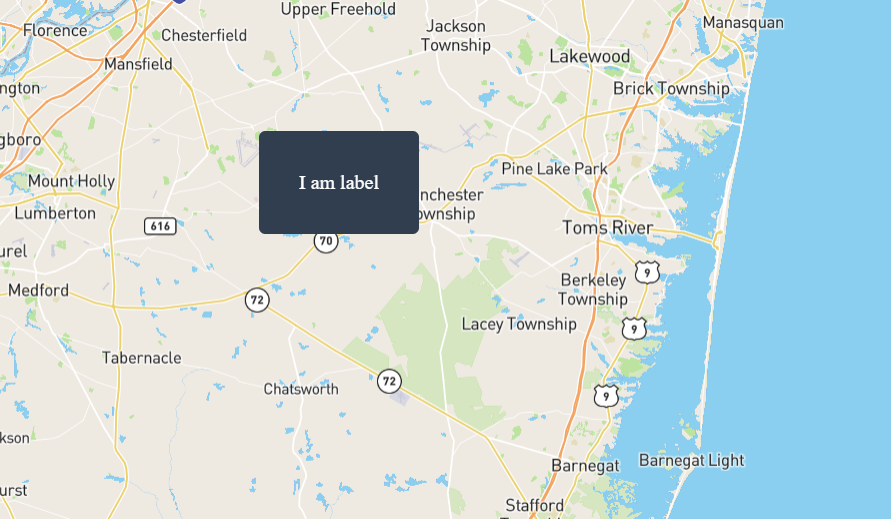 Upper Freehold
Florence
Chesterfield
Jackson
Township
Manasquan
Mansfield
Lakewood
ngton
Brick Township
gboro
Pine Lake Park
I am label
Mount Holly
nchester
ownship
Lumberton
616
Toms River
70
urel
9
Berkeley
Township
Medford
72
Lacey Township
9
Tabernacle
72
Chatsworth
9
kson
Barnegat
Barnegat Light
urst
Stafford